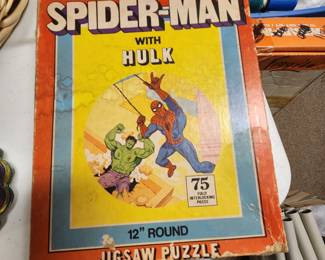 SPIDER-MAN
WITH
HULK
75
FULLY
INTERLOCKING
PIECES
12" ROUND
JIGSAW PUZZLE